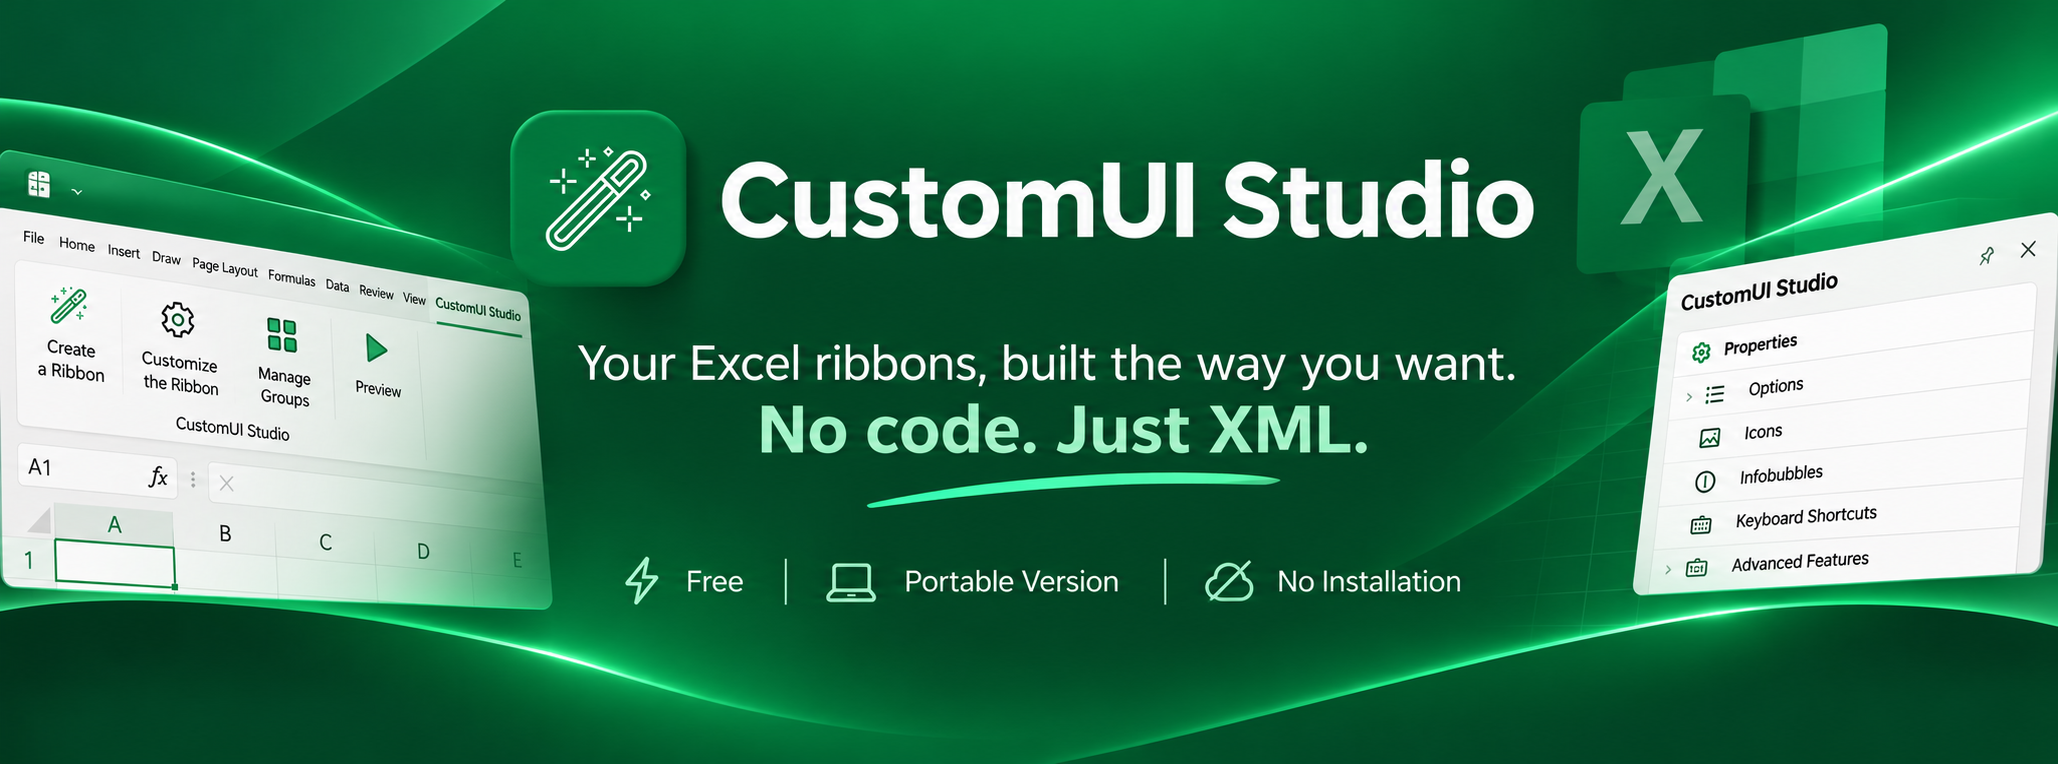 CustomUI Studio
X
Your Excel ribbons, built the way you want.
No code. Just XML.
Free
Portable Version
No Installation
File Home Insert Draw Page Layout Formulas Data Review View CustomUI Studio
Create
a Ribbon
Customize
the Ribbon
Manage
Groups
Preview
CustomUI Studio
A1 fx
A B C D E
1
CustomUI Studio
Properties
Options
Icons
Infobubbles
Keyboard Shortcuts
Advanced Features